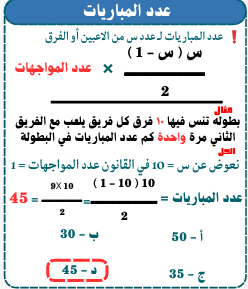 عدد المباريات
! عدد المباريات لـ عدد س من الاعبين أو الفرق
س ( س - 1 )
× عدد المواجهات
2
مثال
بطولة تنس فيها ١٠ فرق كل فريق يلعب مع الفريق
الثاني مرة واحدة كم عدد المباريات في البطولة
الحل
نعوض عن س = 10 في القانون عدد المواجهات = 1
عدد المباريات = 10 ( 10 - 1 ) / 2 = 9×10 / 2 = 45
أ - 50
ب - 30
ج - 35
د - 45